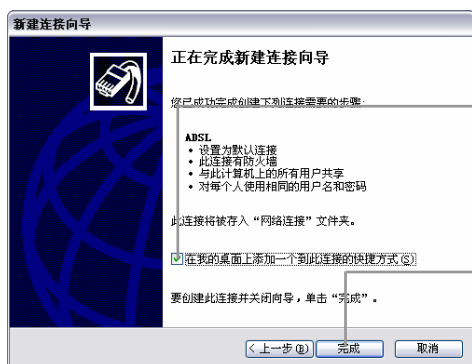 新建连接向导
正在完成新建连接向导
您已成功完成创建下列连接需要的步骤:
ADSL
• 设置为默认连接
• 此连接有防火墙
• 与此计算机上的所有用户共享
• 对每个人使用相同的用户名和密码
此连接将被存入“网络连接”文件夹。
在我的桌面上添加一个到此连接的快捷方式(S)
要创建此连接并关闭向导，单击“完成”。
< 上一步(B) 完成 取消